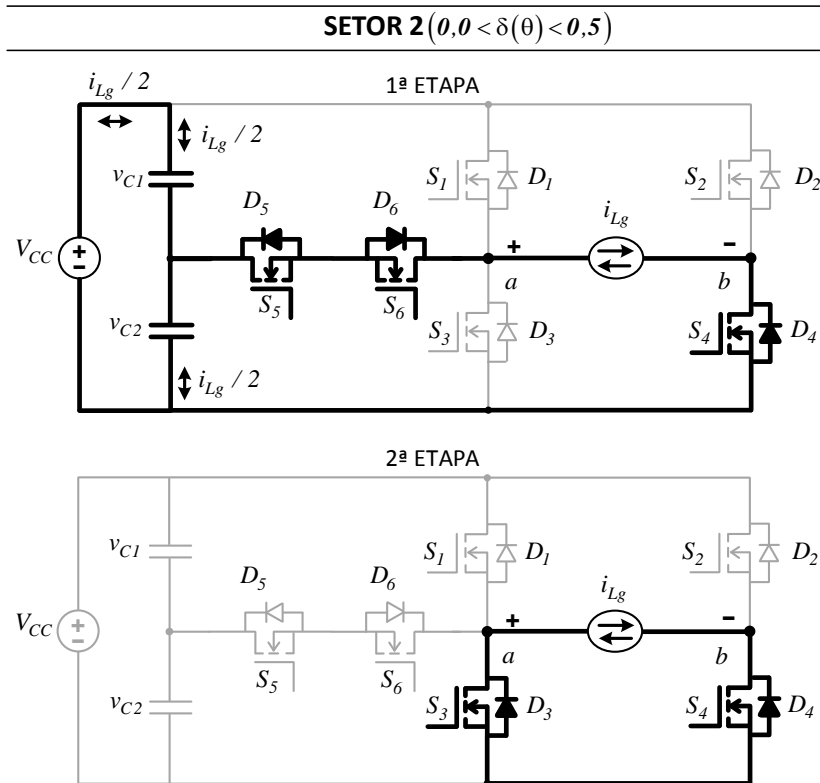 SETOR 2 (0,0 < δ(θ) < 0,5)
1ª ETAPA
i_Lg / 2
i_Lg / 2
v_C1
S_1 D_1
S_2 D_2
D_5 D_6
i_Lg
V_CC
+ −
+ −
a b
S_5 S_6
v_C2
S_3 D_3
S_4 D_4
i_Lg / 2
2ª ETAPA
v_C1
S_1 D_1
S_2 D_2
D_5 D_6
i_Lg
V_CC
+ −
+ −
a b
S_5 S_6
v_C2
S_3 D_3
S_4 D_4